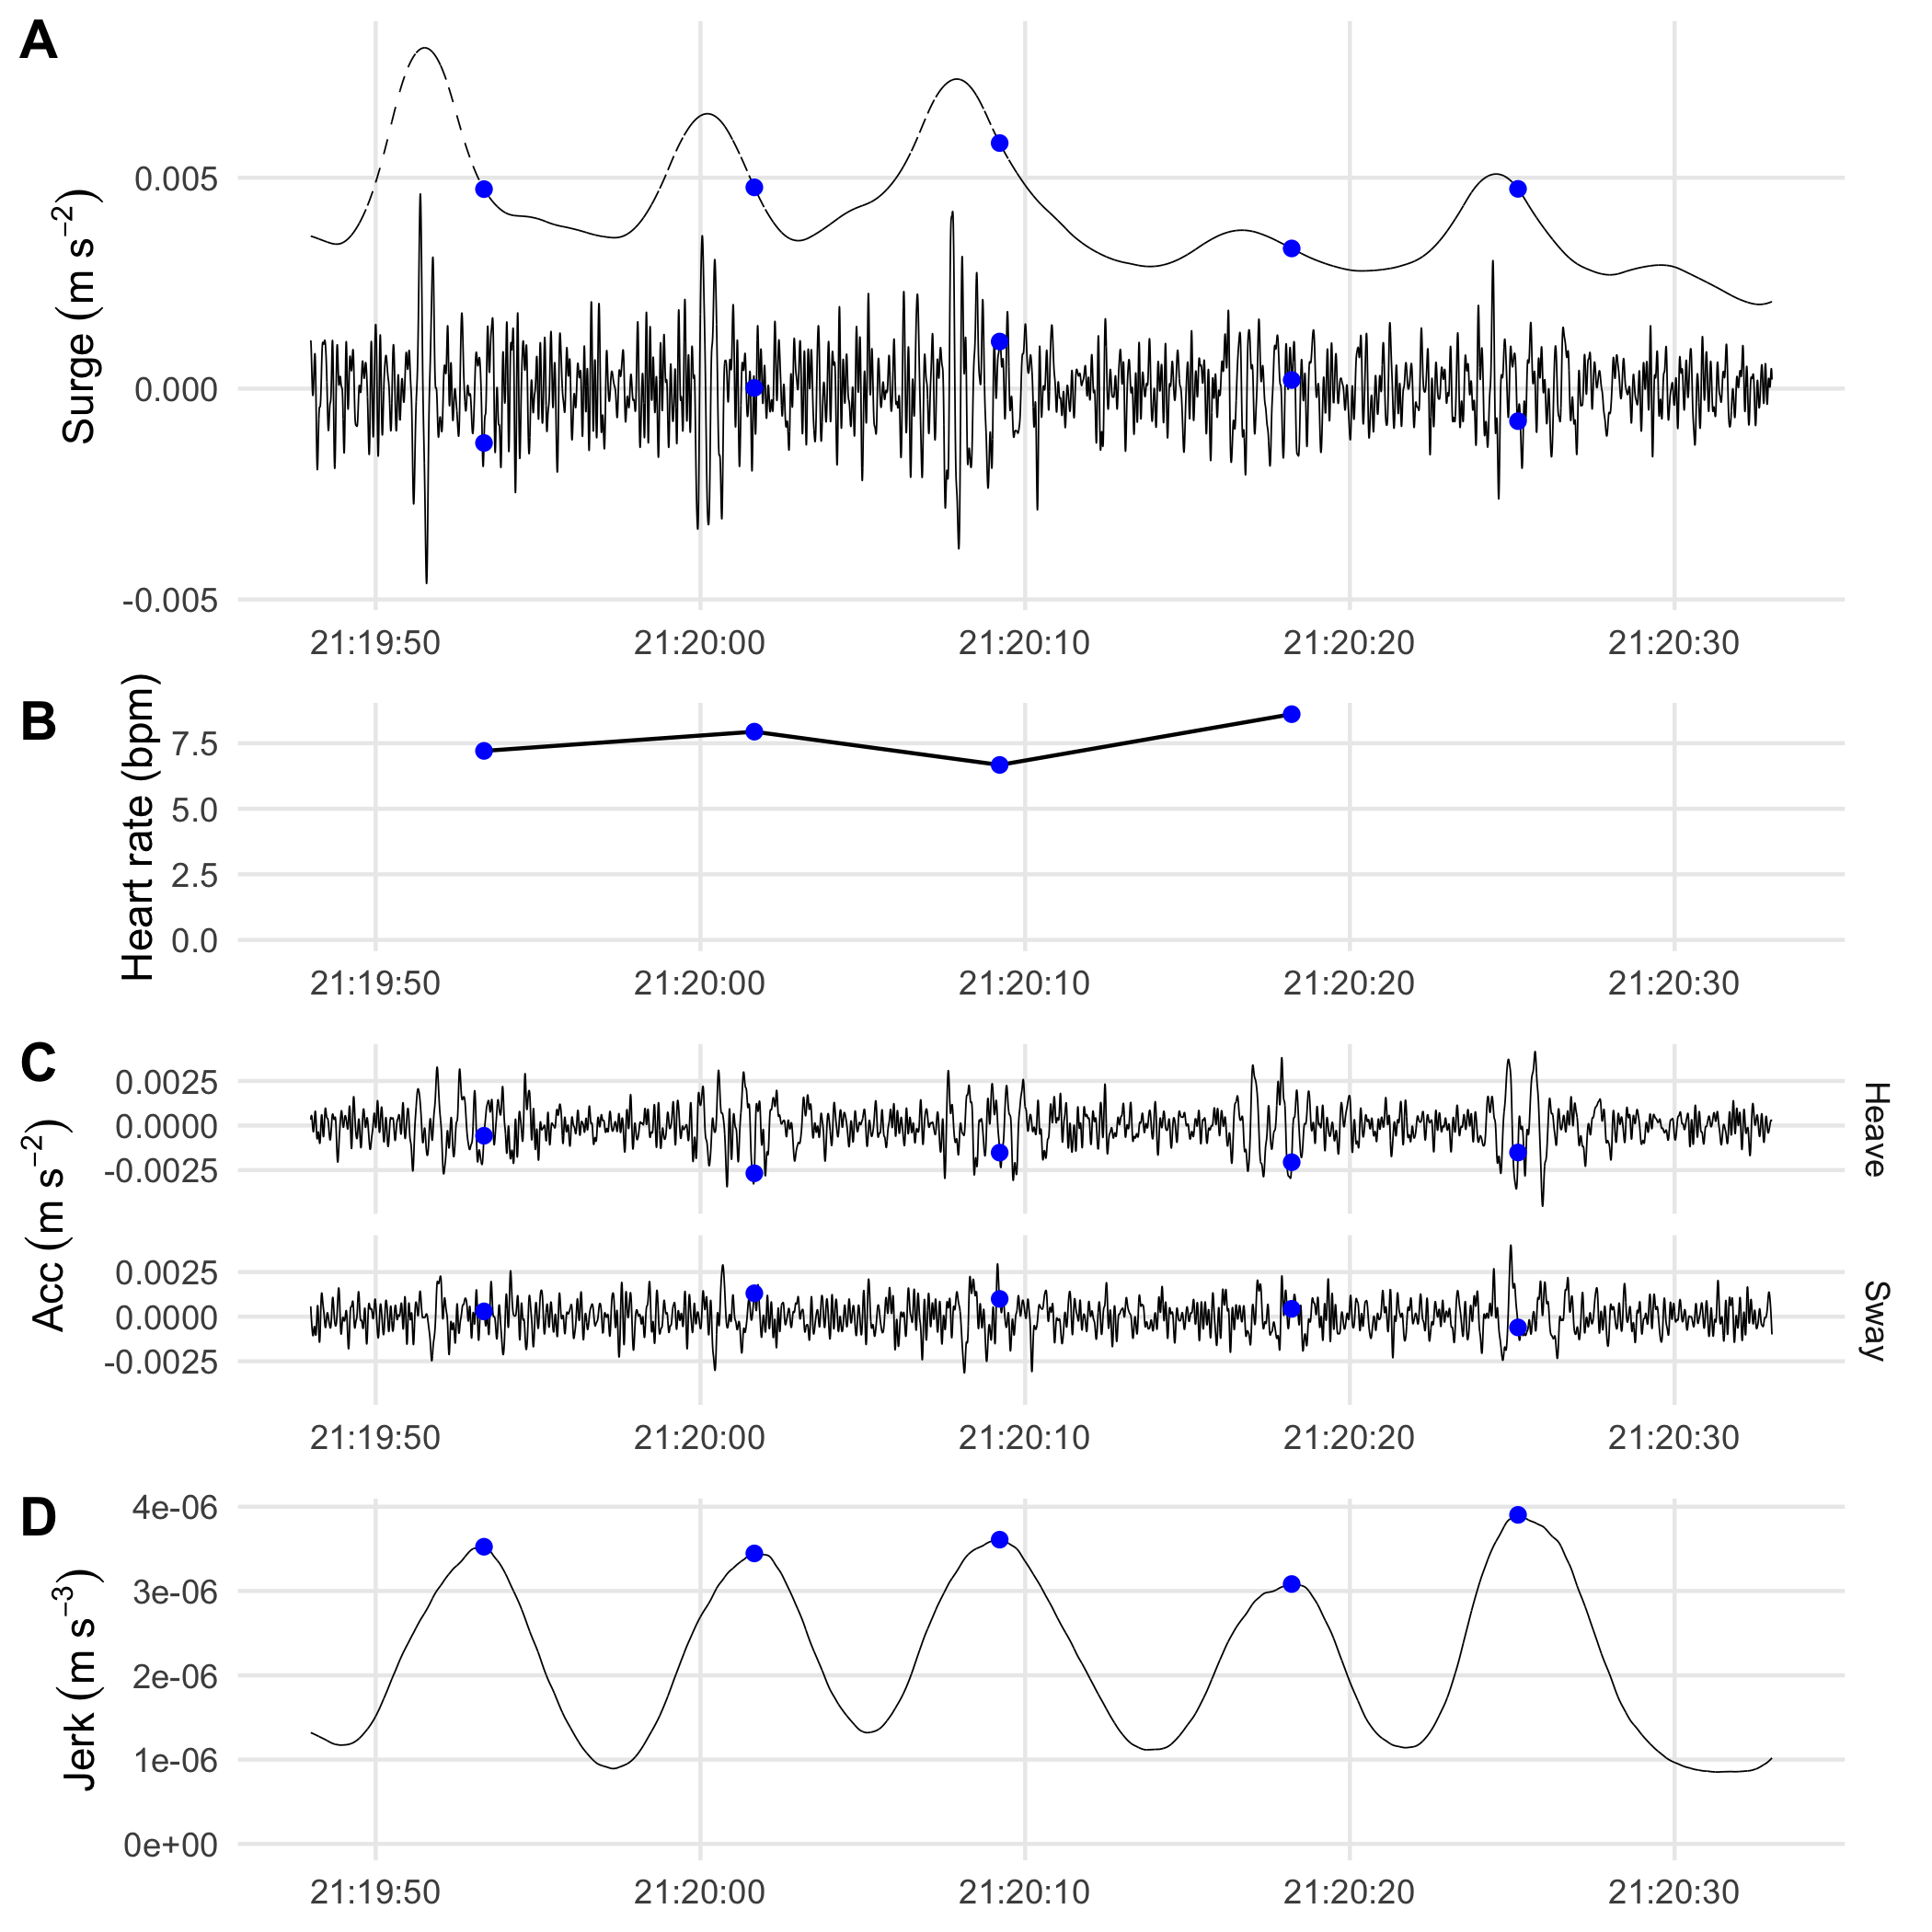 A
Surge (m s⁻²)
0.005
0.000
-0.005
21:19:50 21:20:00 21:20:10 21:20:20 21:20:30
B
Heart rate (bpm)
7.5
5.0
2.5
0.0
21:19:50 21:20:00 21:20:10 21:20:20 21:20:30
C
Acc (m s⁻²)
0.0025
0.0000
-0.0025
Heave
0.0025
0.0000
-0.0025
Sway
21:19:50 21:20:00 21:20:10 21:20:20 21:20:30
D
Jerk (m s⁻³)
4e-06
3e-06
2e-06
1e-06
0e+00
21:19:50 21:20:00 21:20:10 21:20:20 21:20:30